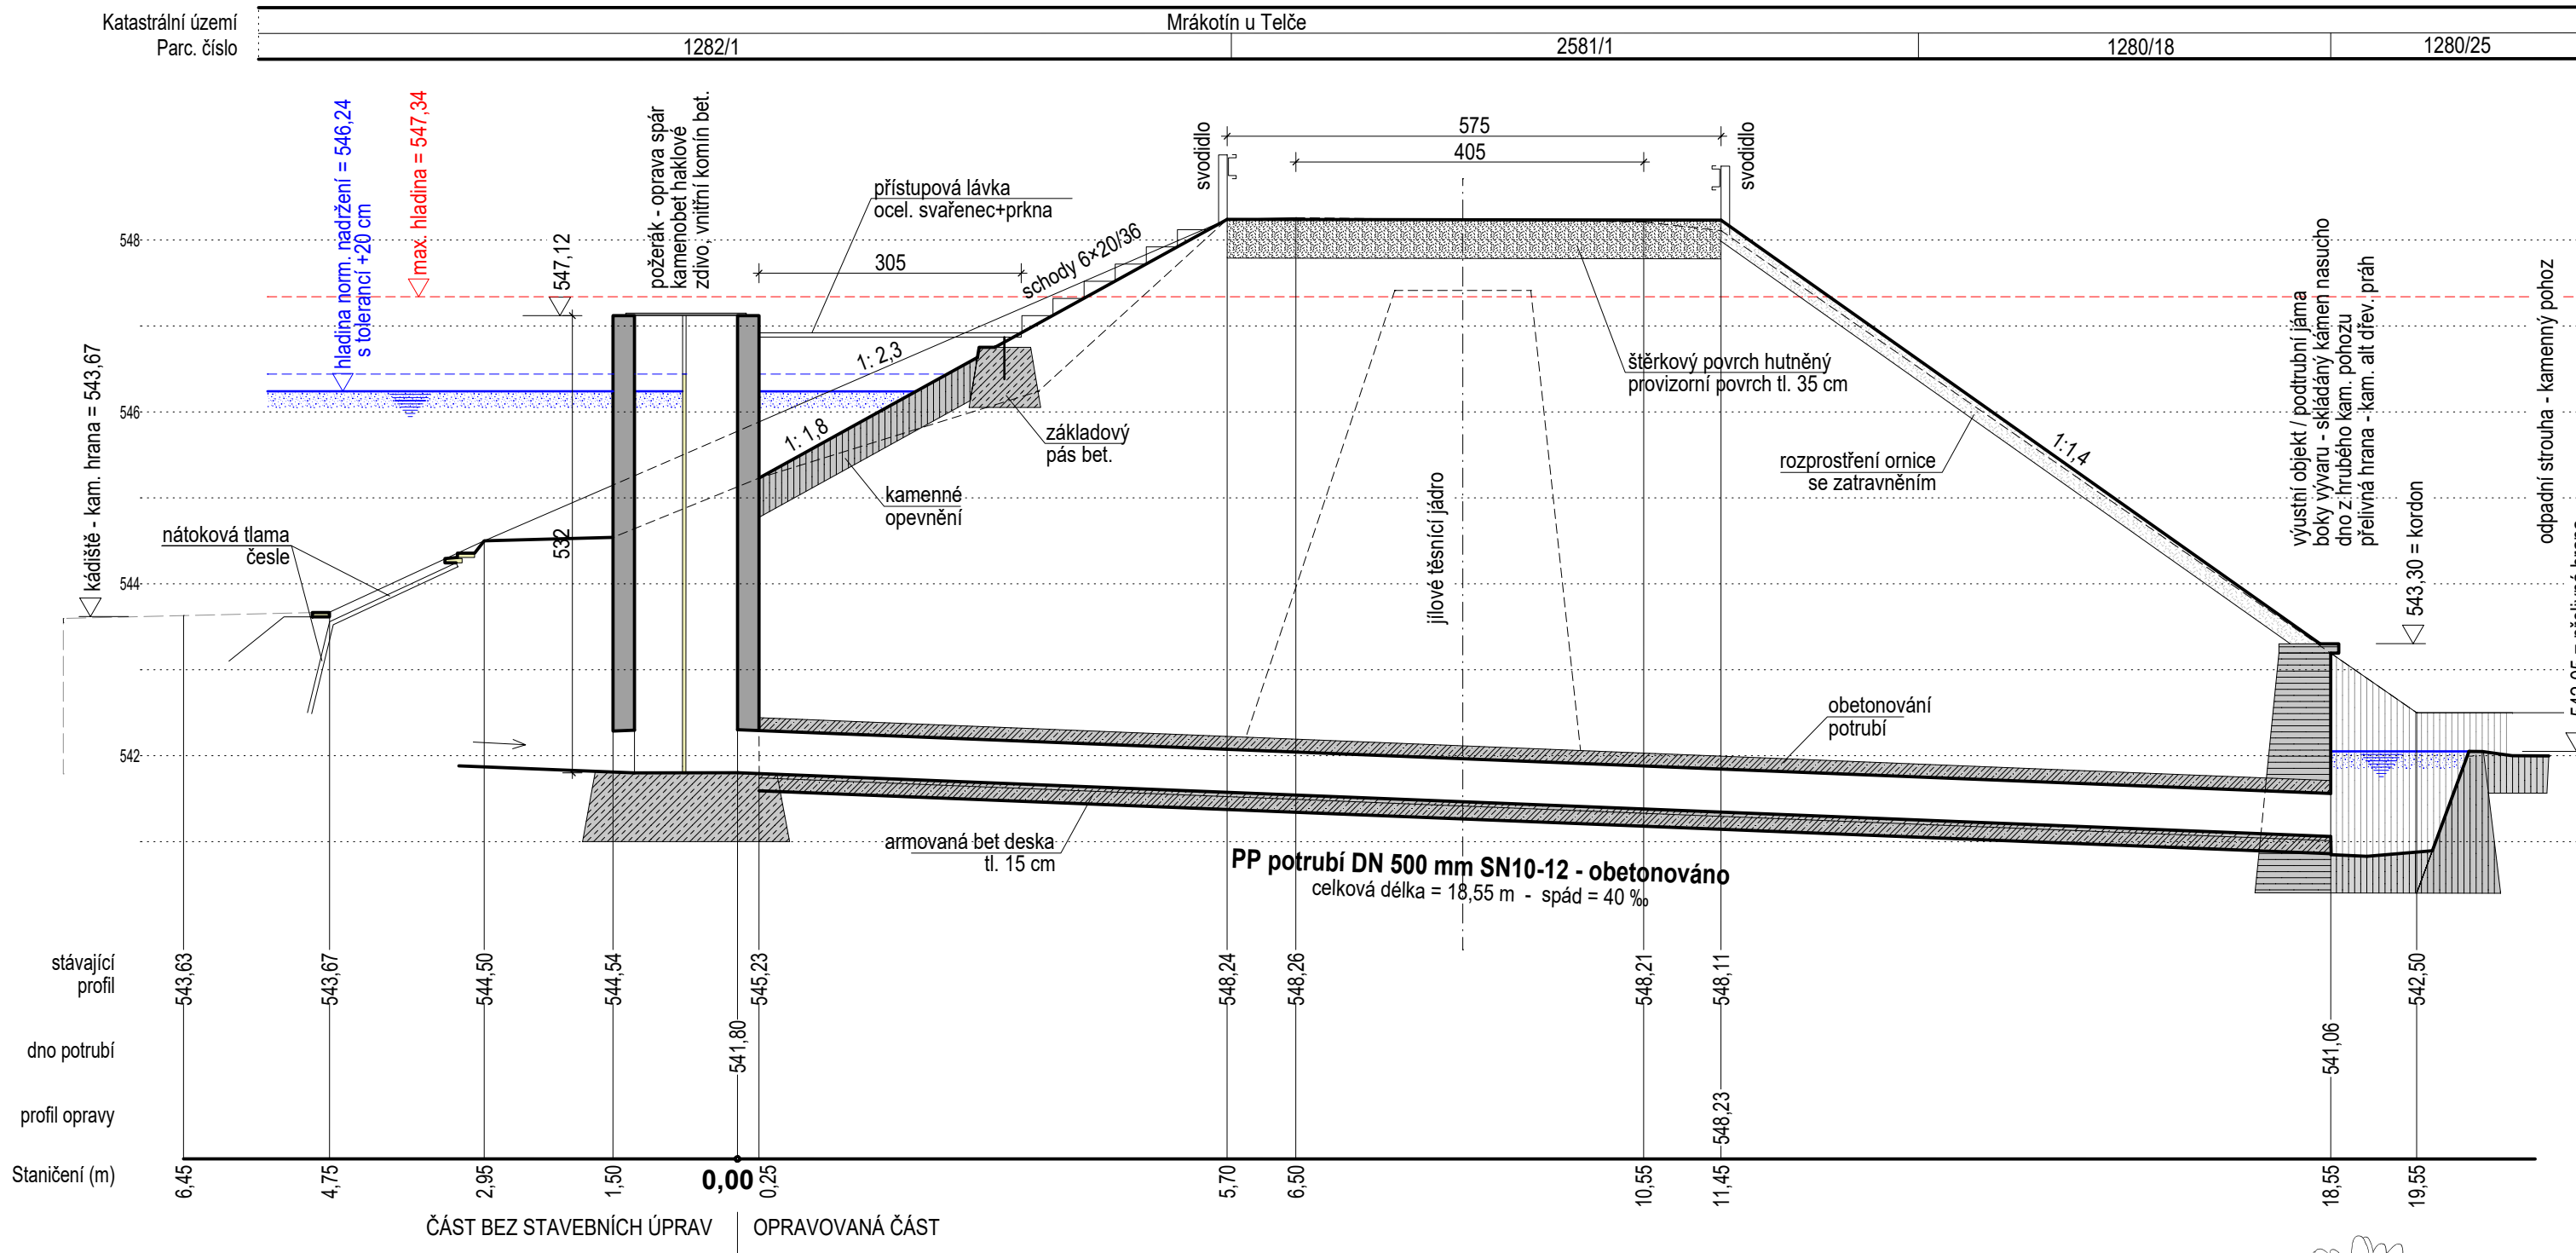 Katastrální území
Mrákotín u Telče
Parc. číslo
1282/1
2581/1
1280/18
1280/25
hladina norm. nadržení = 546,24
s tolerancí +20 cm
max. hladina = 547,34
požerák - oprava spár
kamenobet haklové
zdivo, vnitřní komín bet.
547,12
přístupová lávka
ocel. svařenec+prkna
305
schody 6×20/36
svodidlo
575
405
svodidlo
548
546
544
542
kádiště - kam. hrana = 543,67
nátoková tlama
česle
532
1: 2,3
1: 1,8
kamenné
opevnění
základový
pás bet.
štěrkový povrch hutněný
provizorní povrch tl. 35 cm
jílové těsnící jádro
rozprostření ornice
se zatravněním
1:1,4
výustní objekt / podtrubní jáma
boky vývaru - skládáný kámen nasucho
dno z hrubého kam. pohozu
přelivná hrana - kam. alt dřev. práh
543,30 = kordon
odpadní strouha - kamenný pohoz
obetonování
potrubí
armovaná bet deska
tl. 15 cm
PP potrubí DN 500 mm SN10-12 - obetonováno
celková délka = 18,55 m - spád = 40 ‰
stávající
profil
543,63
543,67
544,50
544,54
545,23
548,24
548,26
548,21
548,11
542,50
dno potrubí
541,80
541,06
profil opravy
548,23
Staničení (m)
6,45
4,75
2,95
1,50
0,00
0,25
5,70
6,50
10,55
11,45
18,55
19,55
ČÁST BEZ STAVEBNÍCH ÚPRAV
OPRAVOVANÁ ČÁST